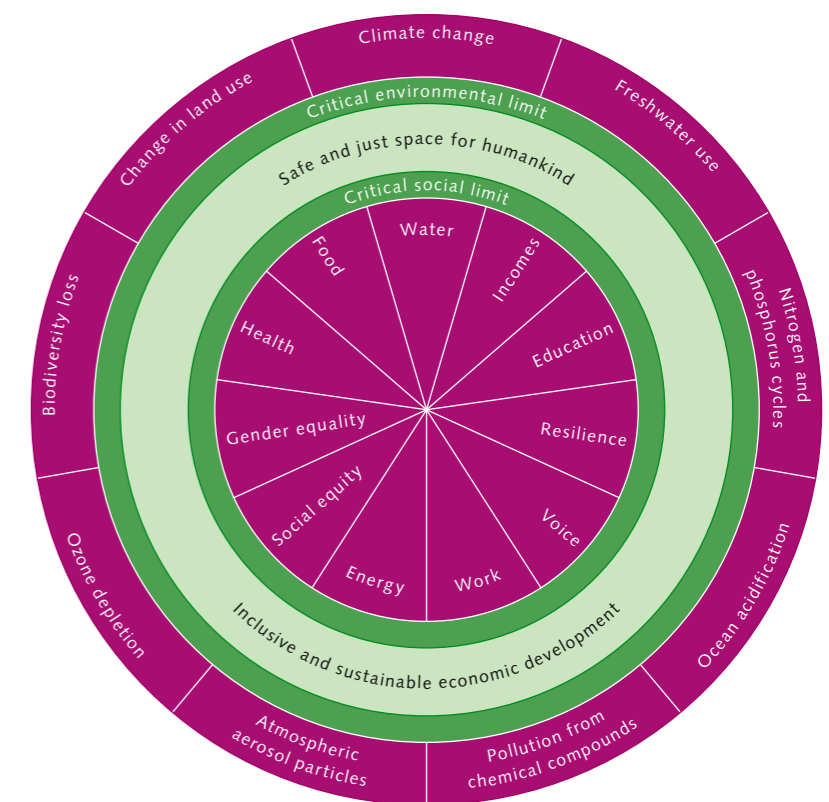 Climate change
Freshwater use
Nitrogen and
phosphorus cycles
Ocean acidification
Pollution from
chemical compounds
Atmospheric
aerosol particles
Ozone depletion
Biodiversity loss
Change in land use
Critical environmental limit
Safe and just space for humankind
Critical social limit
Water
Incomes
Education
Resilience
Voice
Work
Energy
Social equity
Gender equality
Health
Food
Inclusive and sustainable economic development